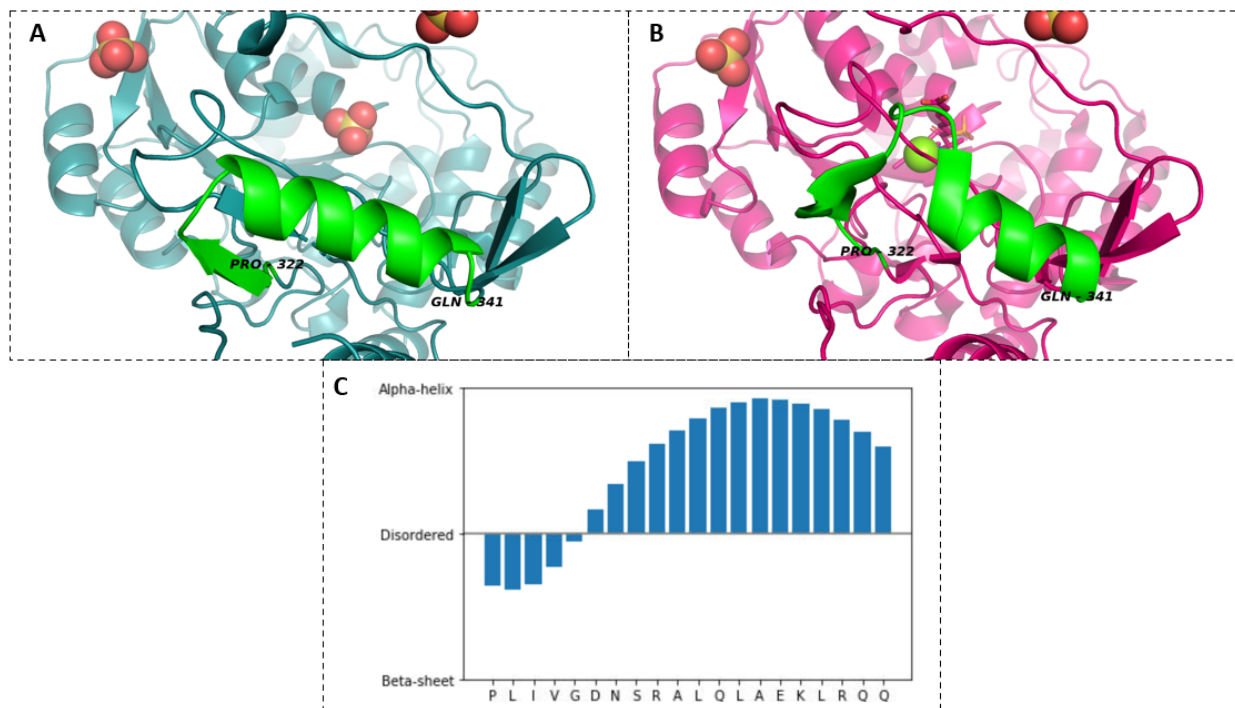 A
B
PRO - 322
GLN - 341
PRO - 322
GLN - 341
C
Alpha-helix
Disordered
Beta-sheet
P L I V G D N S R A L Q L A E K L R Q Q